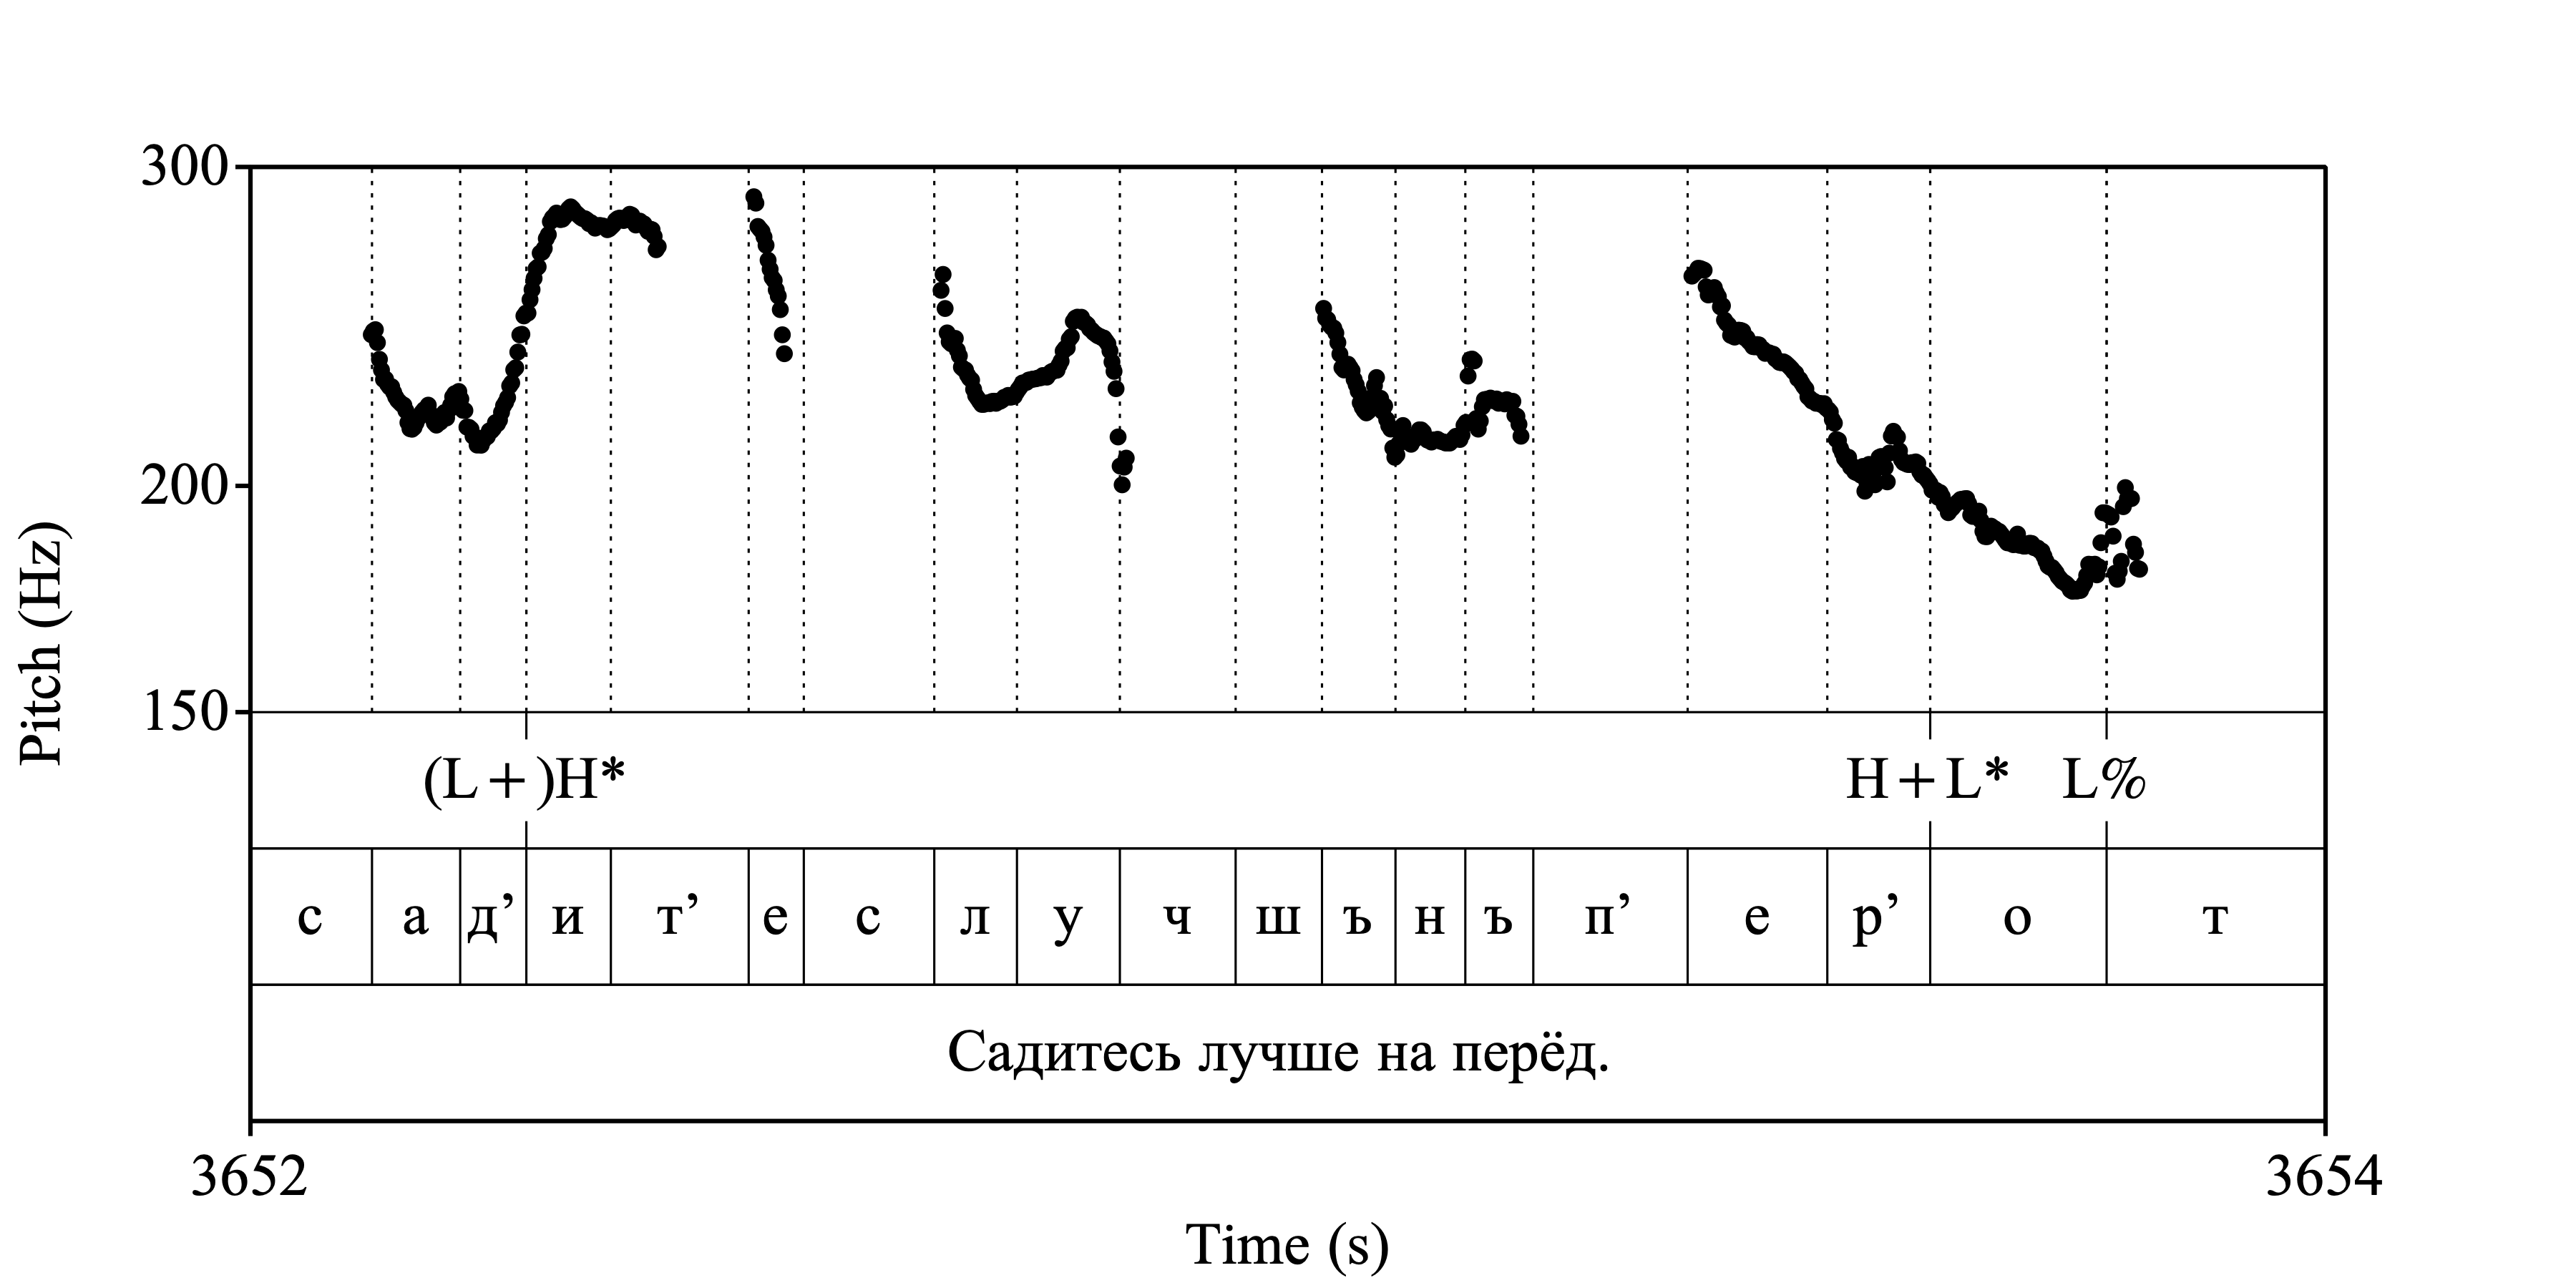 300
200
150
Pitch (Hz)
(L+)H* H+L* L%
с а д’ и т’ е с л у ч ш ъ н ъ п’ е р’ о т
Садитесь лучше на перёд.
3652 3654
Time (s)